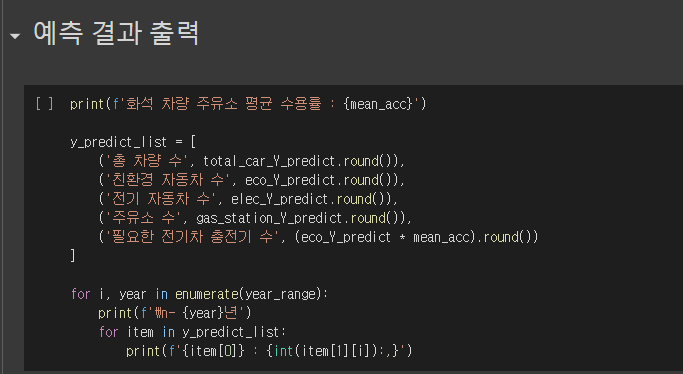 예측 결과 출력
[ ] print(f'화석 차량 주유소 평균 수용률 : {mean_acc}')
y_predict_list = [
('총 차량 수', total_car_Y_predict.round()),
('친환경 자동차 수', eco_Y_predict.round()),
('전기 자동차 수', elec_Y_predict.round()),
('주유소 수', gas_station_Y_predict.round()),
('필요한 전기차 충전기 수', (eco_Y_predict * mean_acc).round())
]
for i, year in enumerate(year_range):
print(f'₩n- {year}년')
for item in y_predict_list:
print(f'{item[0]} : {int(item[1][i]):,}')